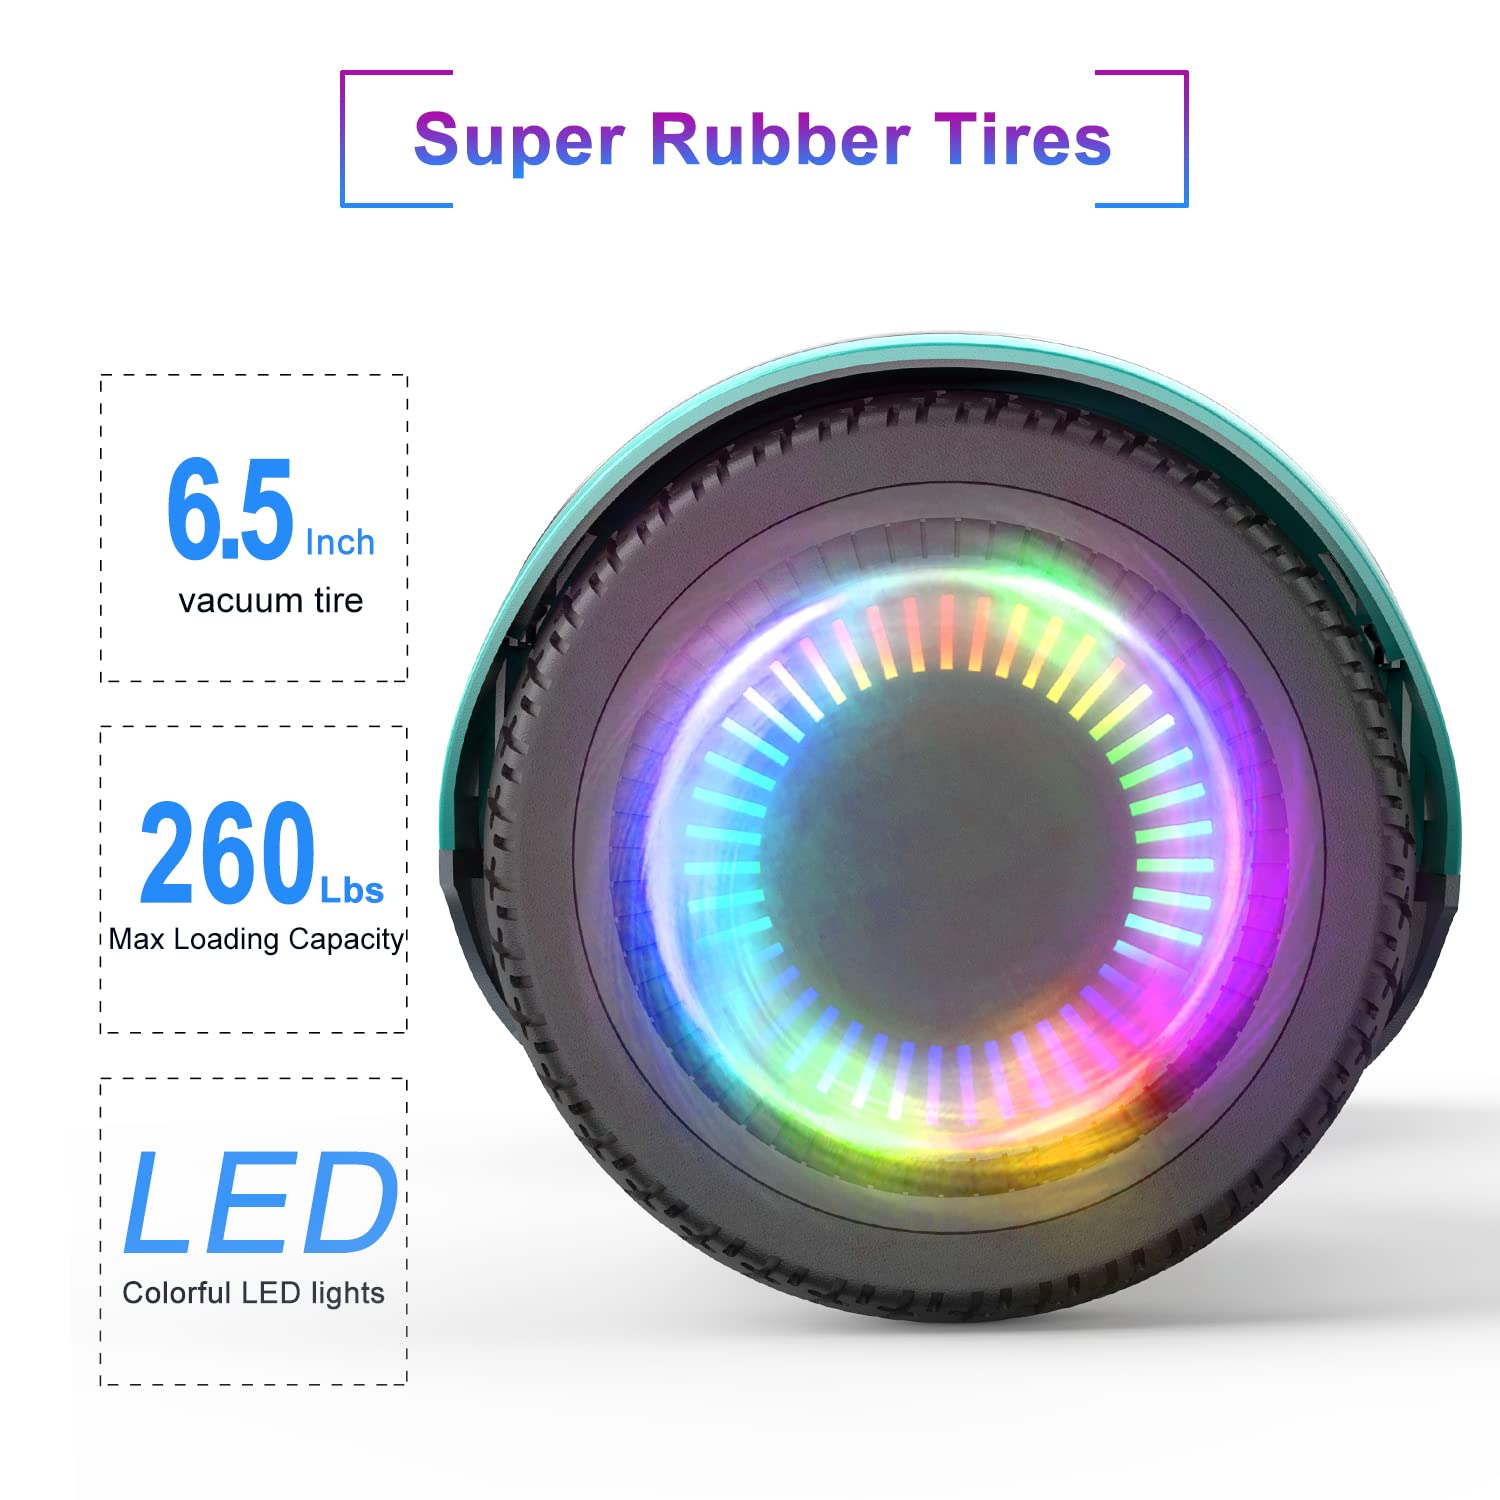 Super Rubber Tires
6.5 Inch
vacuum tire
260 Lbs
Max Loading Capacity
LED
Colorful LED lights